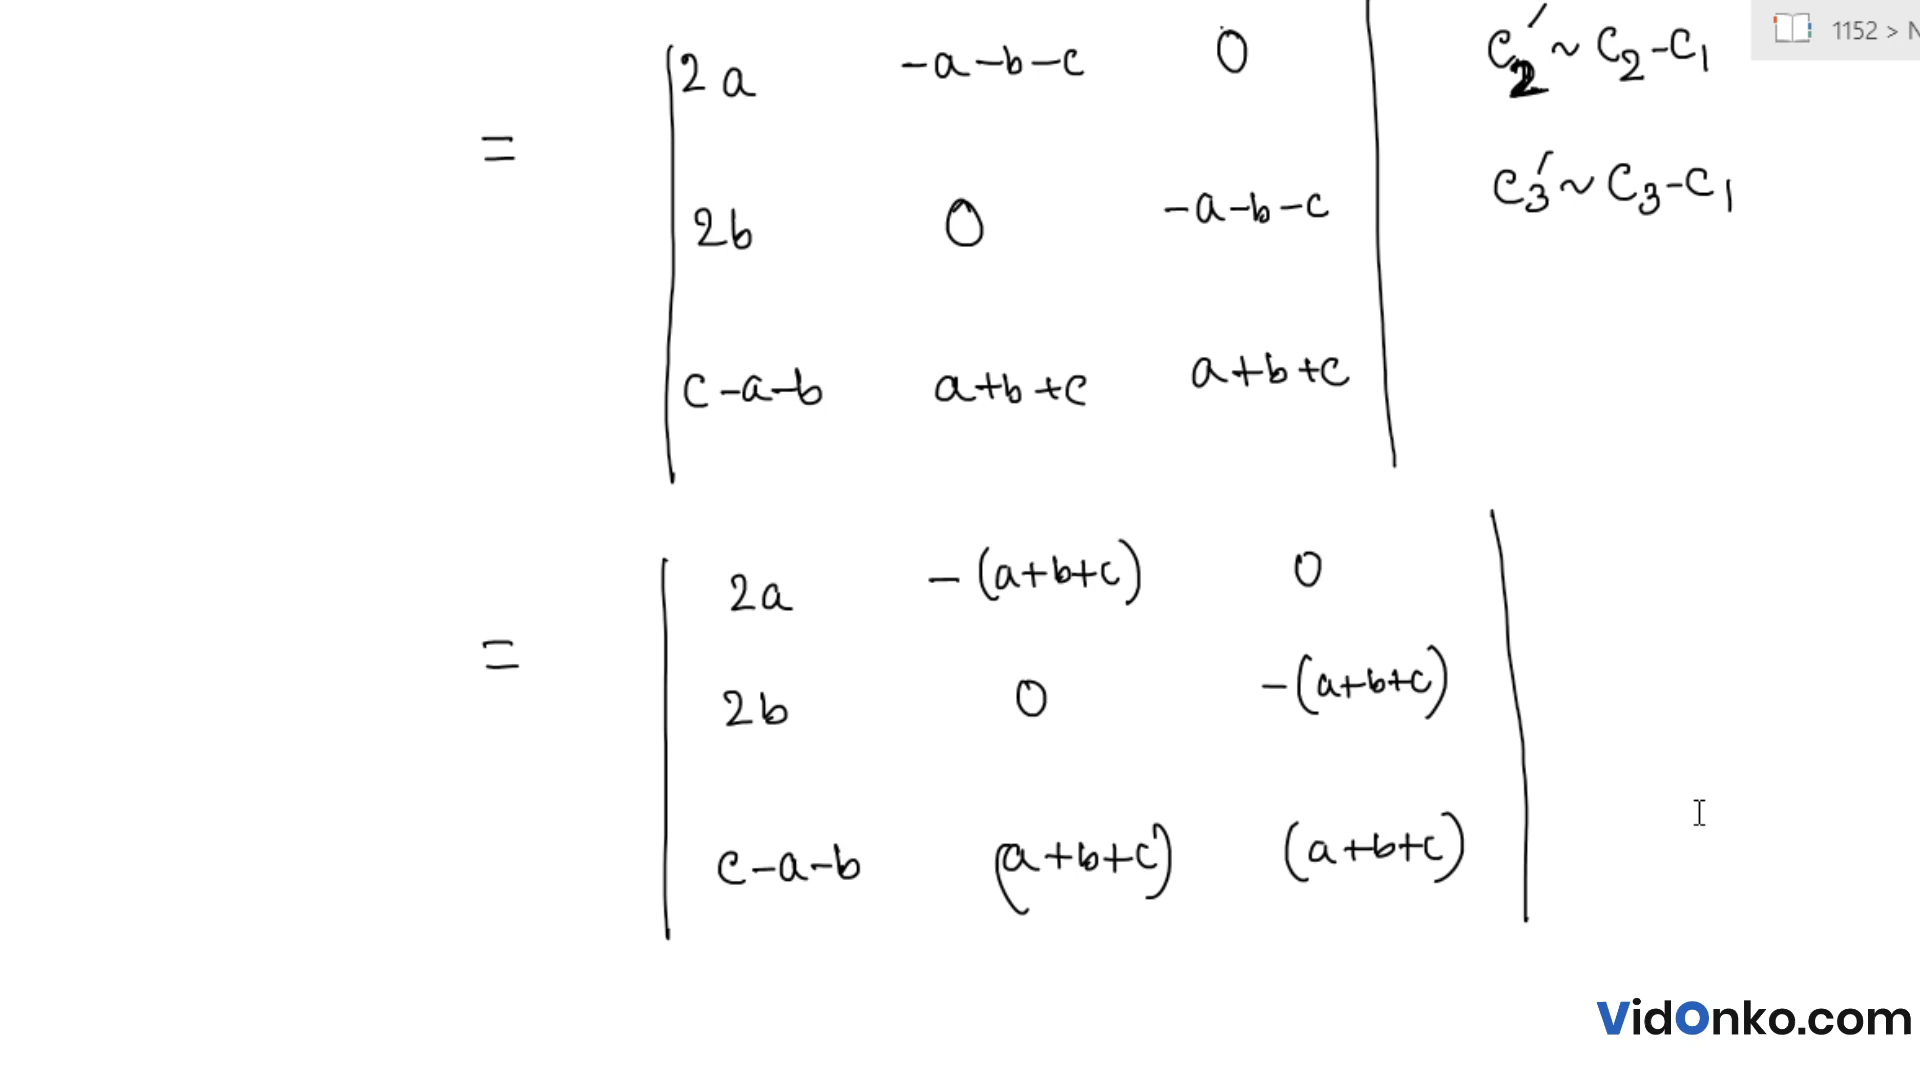 2a -a-b-c 0 C₂′ ~ C₂-C₁
1152 > N
=
2b 0 -a-b-c C₃′ ~ C₃-C₁
c-a-b a+b+c a+b+c
2a -(a+b+c) 0
=
2b 0 -(a+b+c)
c-a-b (a+b+c) (a+b+c)
VidOnko.com